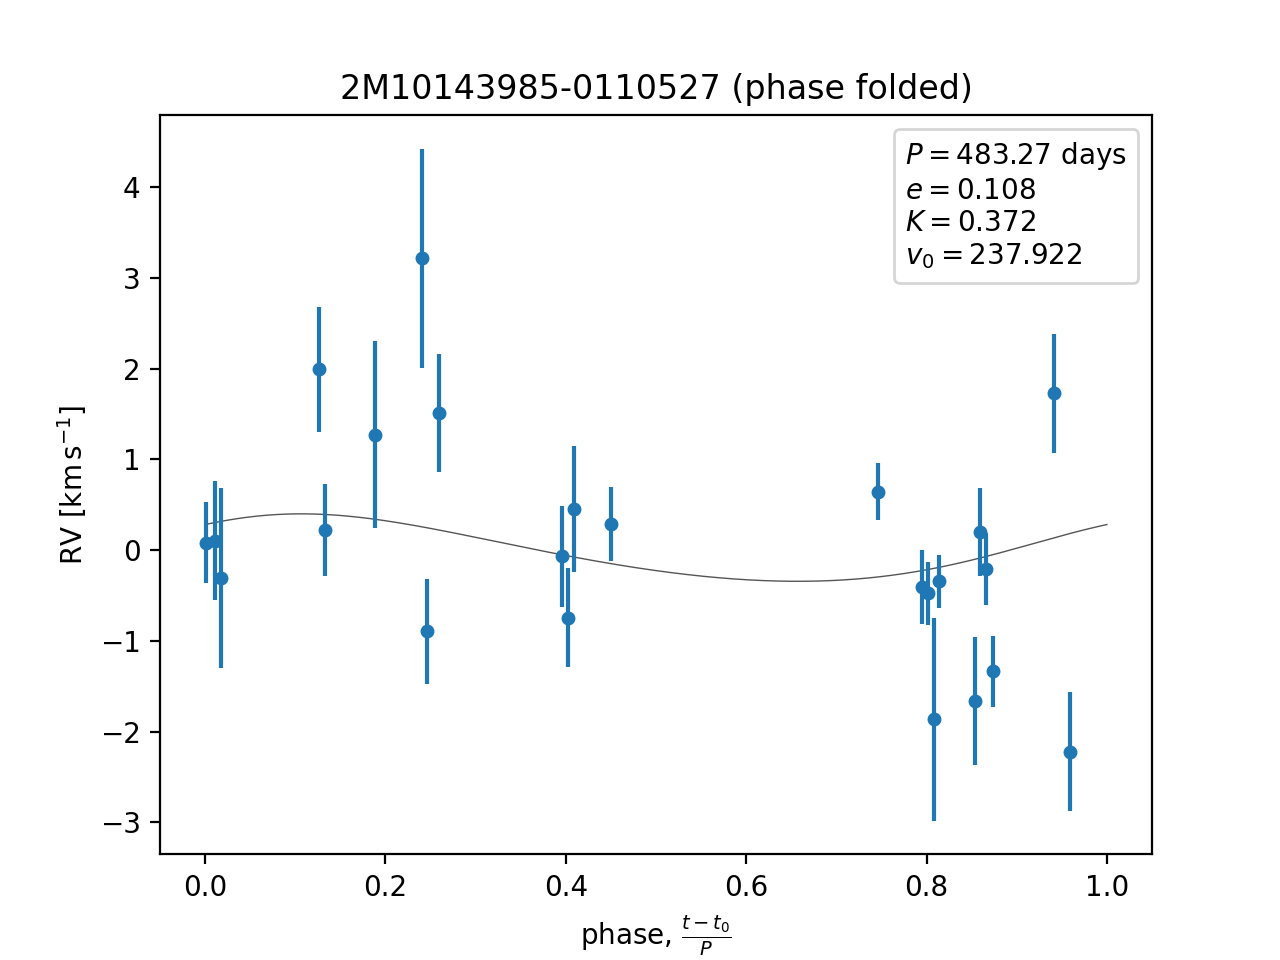 2M10143985-0110527 (phase folded)
P = 483.27 days
e = 0.108
K = 0.372
v₀ = 237.922
4
3
2
1
0
−1
−2
−3
RV [km s⁻¹]
0.0 0.2 0.4 0.6 0.8 1.0
phase, (t − t₀)/P